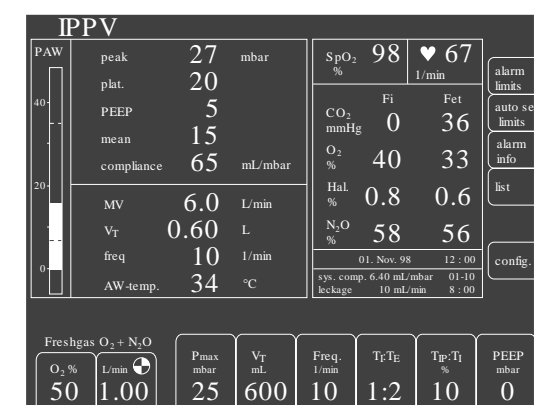 IPPV
PAW
40
20
0
peak 27 mbar
plat. 20
PEEP 5
mean 15
compliance 65 mL/mbar
MV 6.0 L/min
VT 0.60 L
freq 10 1/min
AW-temp. 34 °C
SpO2 % 98 ♥ 67 1/min
Fi Fet
CO2 mmHg 0 36
O2 % 40 33
Hal. % 0.8 0.6
N2O % 58 56
01. Nov. 98 12 : 00
sys. comp. 6.40 mL/mbar 01-10
leckage 10 mL/min 8 : 00
alarm
limits
auto se
limits
alarm
info
list
config.
Freshgas O2 + N2O
O2 % L/min
50 1.00
Pmax VT Freq. TI:TE TIP:TI PEEP
mbar mL 1/min % mbar
25 600 10 1:2 10 0